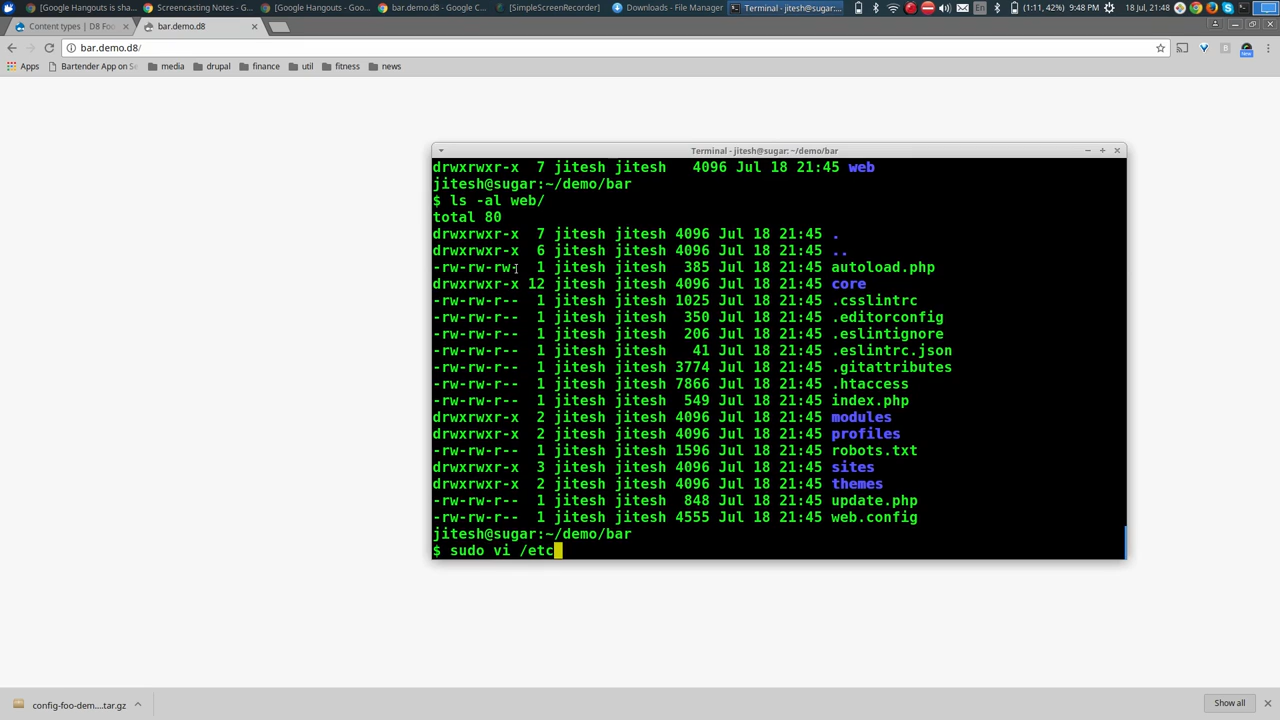 [Google Hangouts is sha...
Screencasting Notes - G...
[Google Hangouts - Goo...
bar.demo.d8 - Google C...
[SimpleScreenRecorder]
Downloads - File Manager
Terminal - jitesh@sugar:...
En
(1:11, 42%)
9:48 PM
18 Jul, 21:48
Content types | D8 Foo
bar.demo.d8
bar.demo.d8/
Apps
Bartender App on Se
media
drupal
finance
util
fitness
news
Terminal - jitesh@sugar: ~/demo/bar
drwxrwxr-x 7 jitesh jitesh 4096 Jul 18 21:45 web
jitesh@sugar:~/demo/bar
$ ls -al web/
total 80
drwxrwxr-x 7 jitesh jitesh 4096 Jul 18 21:45 .
drwxrwxr-x 6 jitesh jitesh 4096 Jul 18 21:45 ..
-rw-rw-rw- 1 jitesh jitesh 385 Jul 18 21:45 autoload.php
drwxrwxr-x 12 jitesh jitesh 4096 Jul 18 21:45 core
-rw-rw-r-- 1 jitesh jitesh 1025 Jul 18 21:45 .csslintrc
-rw-rw-r-- 1 jitesh jitesh 350 Jul 18 21:45 .editorconfig
-rw-rw-r-- 1 jitesh jitesh 206 Jul 18 21:45 .eslintignore
-rw-rw-r-- 1 jitesh jitesh 41 Jul 18 21:45 .eslintrc.json
-rw-rw-r-- 1 jitesh jitesh 3774 Jul 18 21:45 .gitattributes
-rw-rw-r-- 1 jitesh jitesh 7866 Jul 18 21:45 .htaccess
-rw-rw-r-- 1 jitesh jitesh 549 Jul 18 21:45 index.php
drwxrwxr-x 2 jitesh jitesh 4096 Jul 18 21:45 modules
drwxrwxr-x 2 jitesh jitesh 4096 Jul 18 21:45 profiles
-rw-rw-r-- 1 jitesh jitesh 1596 Jul 18 21:45 robots.txt
drwxrwxr-x 3 jitesh jitesh 4096 Jul 18 21:45 sites
drwxrwxr-x 2 jitesh jitesh 4096 Jul 18 21:45 themes
-rw-rw-r-- 1 jitesh jitesh 848 Jul 18 21:45 update.php
-rw-rw-r-- 1 jitesh jitesh 4555 Jul 18 21:45 web.config
jitesh@sugar:~/demo/bar
$ sudo vi /etc
config-foo-dem....tar.gz
Show all